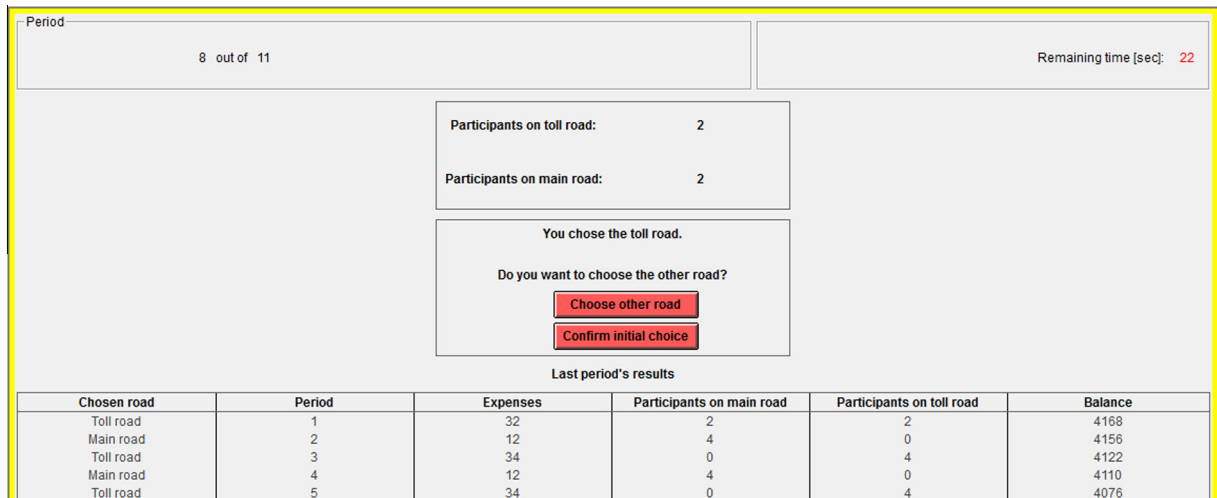 Period
8 out of 11
Remaining time [sec]: 22
Participants on toll road: 2
Participants on main road: 2
You chose the toll road.
Do you want to choose the other road?
Choose other road
Confirm initial choice
Last period's results
Chosen road Period Expenses Participants on main road Participants on toll road Balance
Toll road 1 32 2 2 4168
Main road 2 12 4 0 4156
Toll road 3 34 0 4 4122
Main road 4 12 4 0 4110
Toll road 5 34 0 4 4076